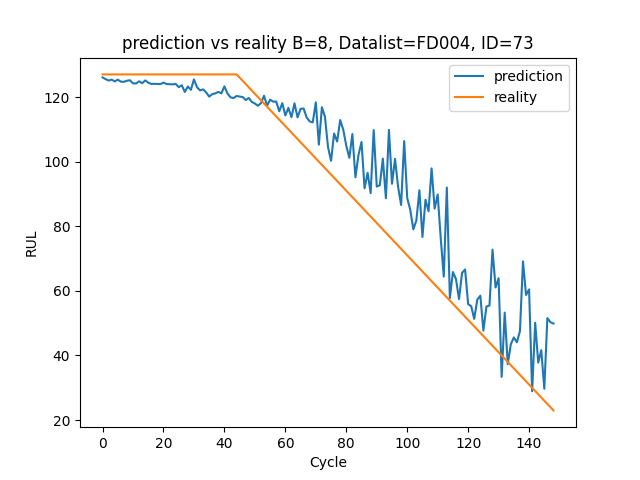 prediction vs reality B=8, Datalist=FD004, ID=73
prediction
reality
RUL
120
100
80
60
40
20
0 20 40 60 80 100 120 140
Cycle